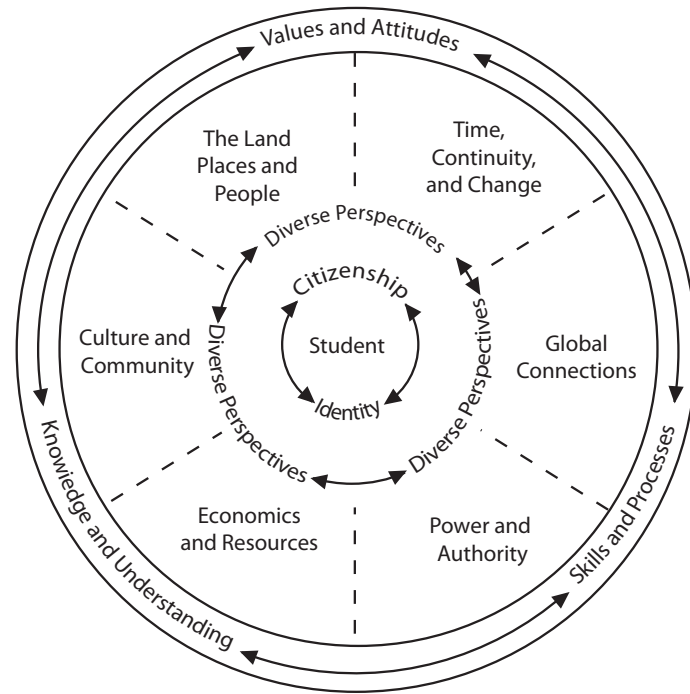 Values and Attitudes
The Land
Places and
People
Time,
Continuity,
and Change
Diverse Perspectives
Citizenship
Culture and
Community
Diverse Perspectives
Student
Diverse Perspectives
Global
Connections
Identity
Economics
and Resources
Power and
Authority
Knowledge and Understanding
Skills and Processes